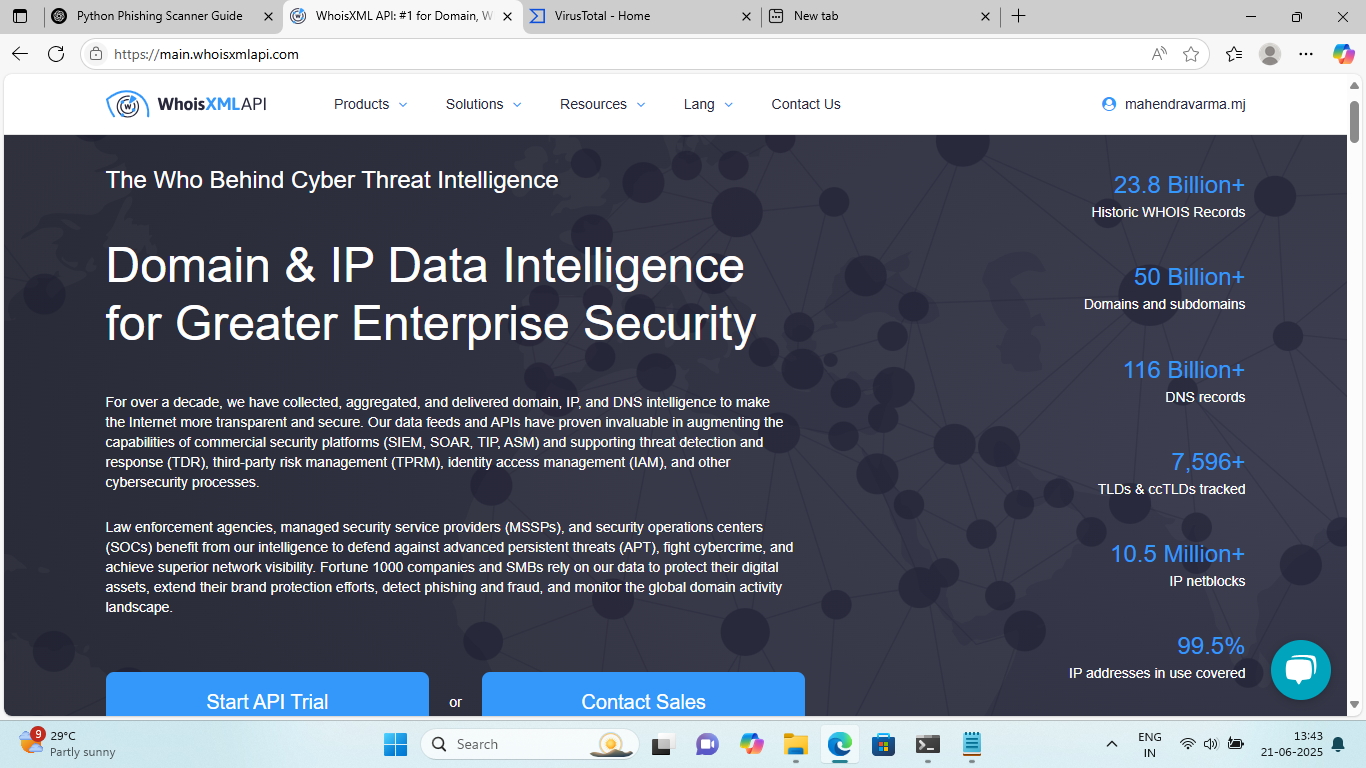 Python Phishing Scanner Guide
WhoisXML API: #1 for Domain, W
VirusTotal - Home
New tab
https://main.whoisxmlapi.com
WhoisXMLAPI
Products
Solutions
Resources
Lang
Contact Us
mahendravarma.mj
The Who Behind Cyber Threat Intelligence
Domain & IP Data Intelligence
for Greater Enterprise Security
For over a decade, we have collected, aggregated, and delivered domain, IP, and DNS intelligence to make
the Internet more transparent and secure. Our data feeds and APIs have proven invaluable in augmenting the
capabilities of commercial security platforms (SIEM, SOAR, TIP, ASM) and supporting threat detection and
response (TDR), third-party risk management (TPRM), identity access management (IAM), and other
cybersecurity processes.
Law enforcement agencies, managed security service providers (MSSPs), and security operations centers
(SOCs) benefit from our intelligence to defend against advanced persistent threats (APT), fight cybercrime, and
achieve superior network visibility. Fortune 1000 companies and SMBs rely on our data to protect their digital
assets, extend their brand protection efforts, detect phishing and fraud, and monitor the global domain activity
landscape.
Start API Trial
or
Contact Sales
23.8 Billion+
Historic WHOIS Records
50 Billion+
Domains and subdomains
116 Billion+
DNS records
7,596+
TLDs & ccTLDs tracked
10.5 Million+
IP netblocks
99.5%
IP addresses in use covered
9
29°C
Partly sunny
Search
ENG
IN
13:43
21-06-2025